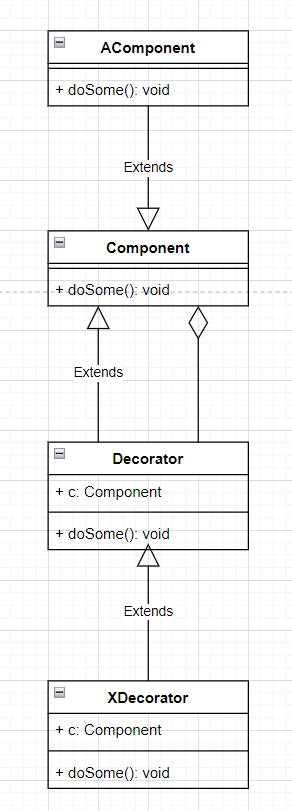 AComponent
+ doSome(): void
Extends
Component
+ doSome(): void
Extends
Decorator
+ c: Component
+ doSome(): void
Extends
XDecorator
+ c: Component
+ doSome(): void